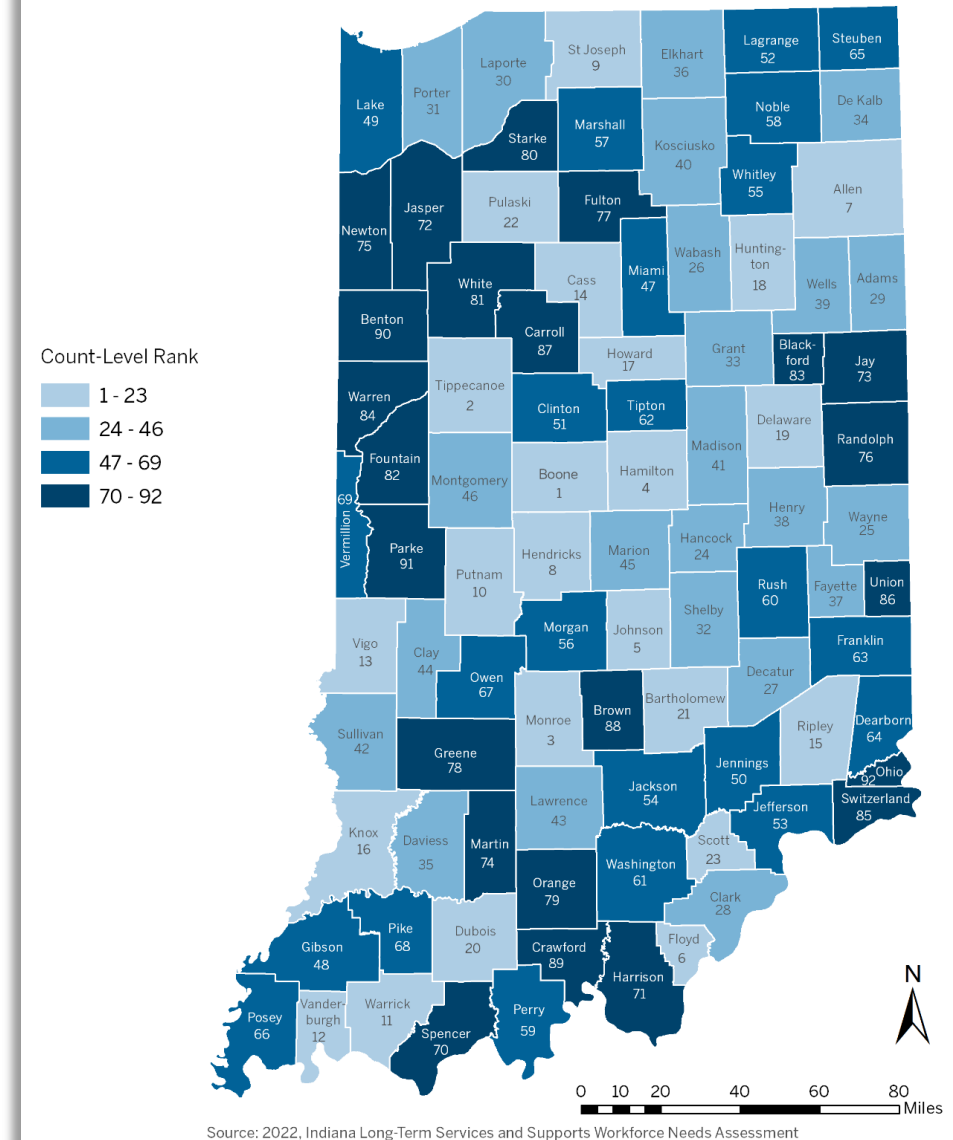 Lagrange
52
Steuben
65
St Joseph
9
Elkhart
36
Laporte
30
Porter
31
Lake
49
Noble
58
De Kalb
34
Starke
80
Marshall
57
Kosciusko
40
Whitley
55
Allen
7
Newton
75
Jasper
72
Pulaski
22
Fulton
77
Miami
47
Wabash
26
Hunting-
ton
18
Wells
39
Adams
29
White
81
Cass
14
Benton
90
Carroll
87
Howard
17
Grant
33
Black-
ford
83
Jay
73
Count-Level Rank
1 - 23
24 - 46
47 - 69
70 - 92
Warren
84
Tippecanoe
2
Clinton
51
Tipton
62
Madison
41
Delaware
19
Randolph
76
Fountain
82
Montgomery
46
Boone
1
Hamilton
4
Henry
38
Wayne
25
Vermillion 69
Parke
91
Putnam
10
Hendricks
8
Marion
45
Hancock
24
Rush
60
Fayette
37
Union
86
Shelby
32
Morgan
56
Johnson
5
Franklin
63
Vigo
13
Clay
44
Owen
67
Decatur
27
Monroe
3
Brown
88
Bartholomew
21
Ripley
15
Dearborn
64
Sullivan
42
Greene
78
Jennings
50
Ohio
92
Jackson
54
Lawrence
43
Jefferson
53
Switzerland
85
Knox
16
Daviess
35
Martin
74
Scott
23
Washington
61
Orange
79
Clark
28
Gibson
48
Pike
68
Dubois
20
Crawford
89
Floyd
6
Harrison
71
Posey
66
Vander-
burgh
12
Warrick
11
Spencer
70
Perry
59
N
0 10 20 40 60 80
Miles
Source: 2022, Indiana Long-Term Services and Supports Workforce Needs Assessment